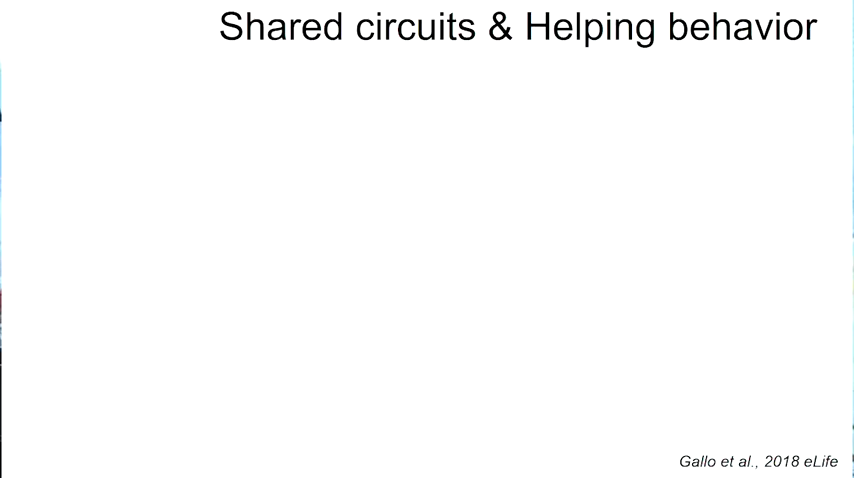 Shared circuits & Helping behavior
Gallo et al., 2018 eLife